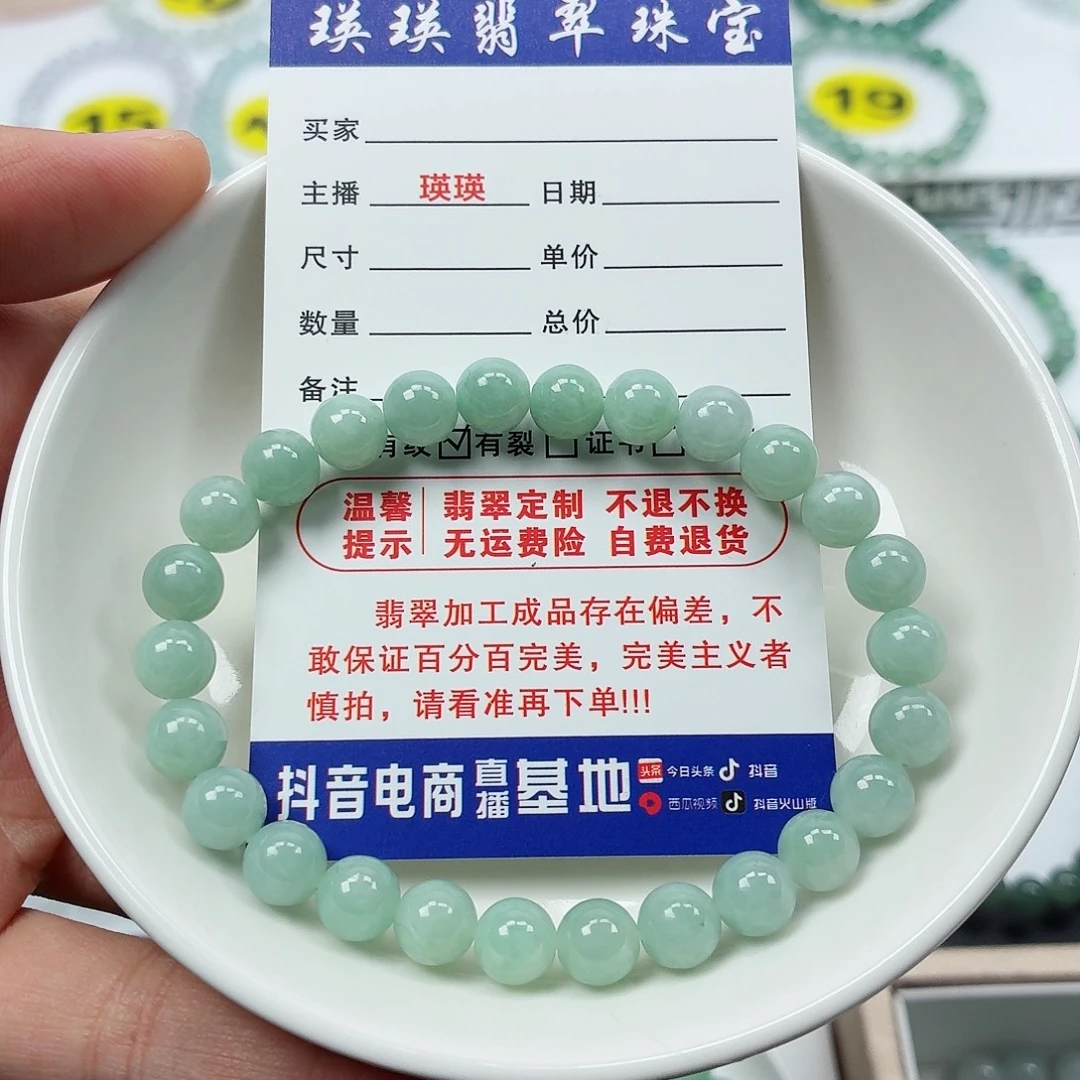 瑛瑛翡翠珠宝
15
19
买家
主播 瑛瑛 日期
尺寸 单价
数量 总价
备注
有纹 有裂 证书
温馨提示 翡翠定制 不退不换
无运费险 自费退货
翡翠加工成品存在偏差，不
敢保证百分百完美，完美主义者
慎拍，请看准再下单!!!
抖音电商直播基地 头条 今日头条 抖音
西瓜视频 抖音火山版